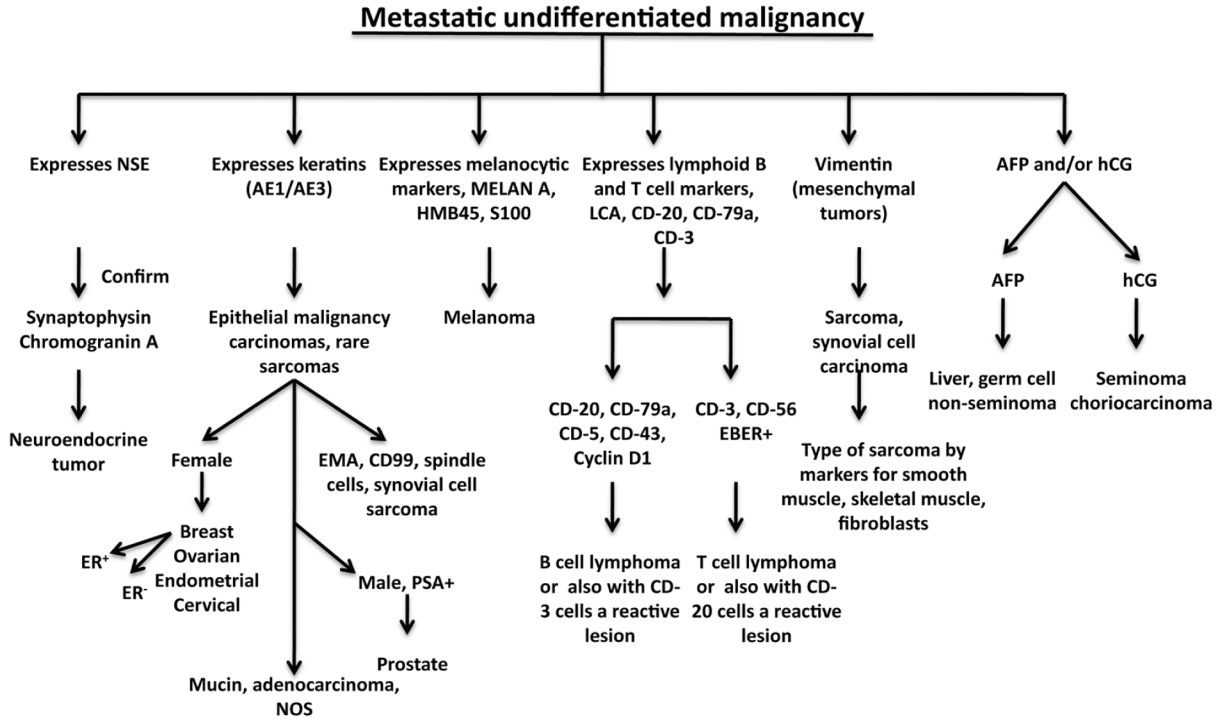 Metastatic undifferentiated malignancy
Expresses NSE
Confirm
Synaptophysin
Chromogranin A
Neuroendocrine
tumor
Expresses keratins
(AE1/AE3)
Epithelial malignancy
carcinomas, rare
sarcomas
Female
Breast
Ovarian
Endometrial
Cervical
ER+
ER-
EMA, CD99, spindle
cells, synovial cell
sarcoma
Male, PSA+
Prostate
Mucin, adenocarcinoma,
NOS
Expresses melanocytic
markers, MELAN A,
HMB45, S100
Melanoma
Expresses lymphoid B
and T cell markers,
LCA, CD-20, CD-79a,
CD-3
CD-20, CD-79a,
CD-5, CD-43,
Cyclin D1
B cell lymphoma
or also with CD-
3 cells a reactive
lesion
CD-3, CD-56
EBER+
T cell lymphoma
or also with CD-
20 cells a reactive
lesion
Vimentin
(mesenchymal
tumors)
Sarcoma,
synovial cell
carcinoma
Type of sarcoma by
markers for smooth
muscle, skeletal muscle,
fibroblasts
AFP and/or hCG
AFP
Liver, germ cell
non-seminoma
hCG
Seminoma
choriocarcinoma